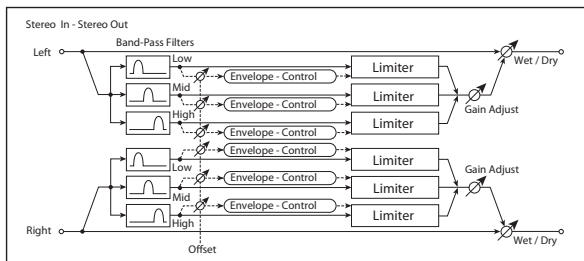 Stereo In - Stereo Out
Left
Band-Pass Filters
Wet / Dry
Low
Limiter
Envelope - Control
Mid
Limiter
Envelope - Control
Gain Adjust
High
Limiter
Envelope - Control
Envelope - Control
Low
Limiter
Gain Adjust
Envelope - Control
Mid
Limiter
Envelope - Control
High
Limiter
Right
Wet / Dry
Offset